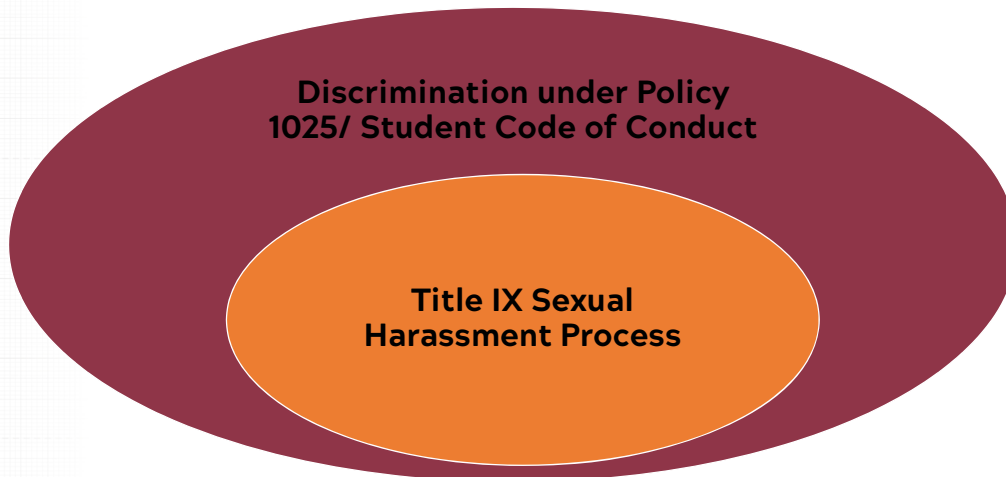 Discrimination under Policy
1025/ Student Code of Conduct
Title IX Sexual
Harassment Process